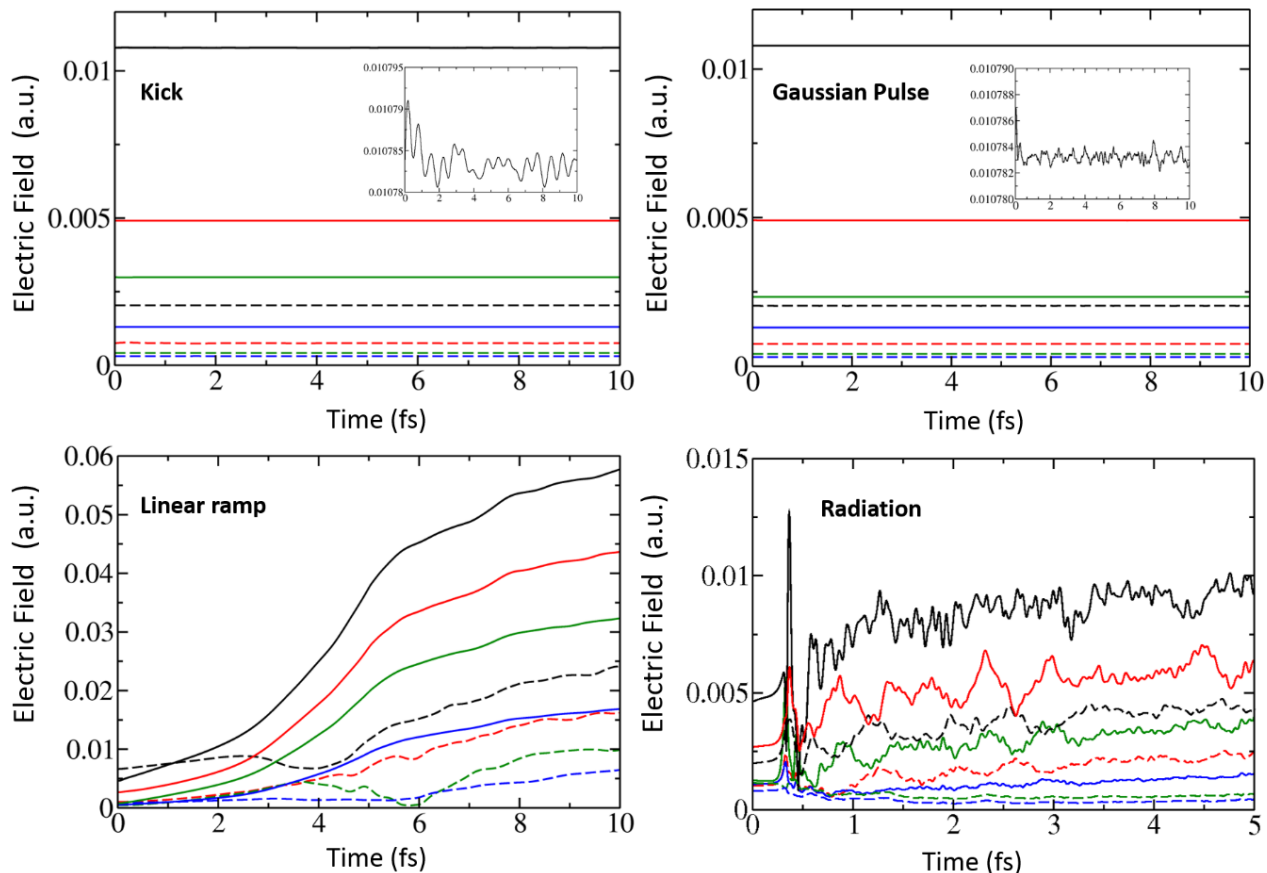 Kick
Electric Field (a.u.)
0.01
0.005
0
0 2 4 6 8 10
Time (fs)
0.010795
0.01079
0.010785
0.01078
0 2 4 6 8 10
Gaussian Pulse
Electric Field (a.u.)
0.01
0.005
0
0 2 4 6 8 10
Time (fs)
0.010790
0.010788
0.010786
0.010784
0.010782
0.010780
0 2 4 6 8 10
Linear ramp
Electric Field (a.u.)
0.06
0.05
0.04
0.03
0.02
0.01
0
0 2 4 6 8 10
Time (fs)
Radiation
Electric Field (a.u.)
0.015
0.01
0.005
0
0 1 2 3 4 5
Time (fs)